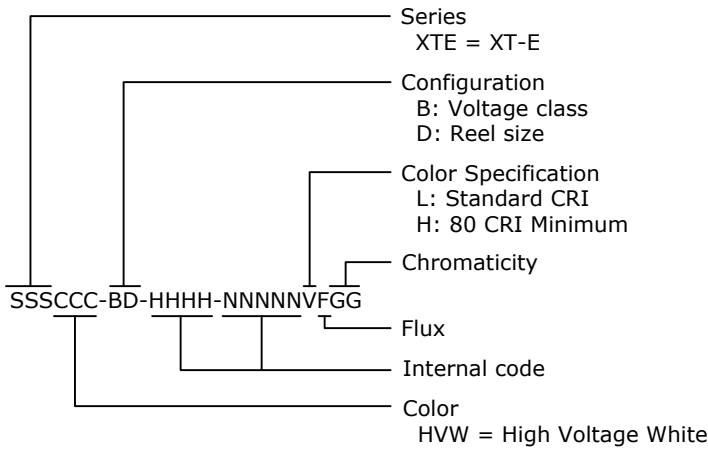 Series
XTE = XT-E
Configuration
B: Voltage class
D: Reel size
Color Specification
L: Standard CRI
H: 80 CRI Minimum
Chromaticity
SSSCCC-BD-HHHH-NNNNNVFGG
Flux
Internal code
Color
HVW = High Voltage White